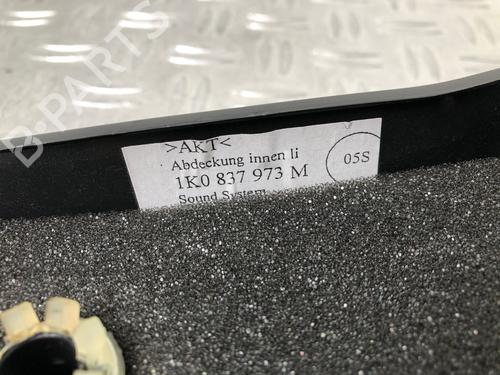 B-PARTS
>AKT<
Abdeckung innen li
1K0 837 973 M
Sound System
05S